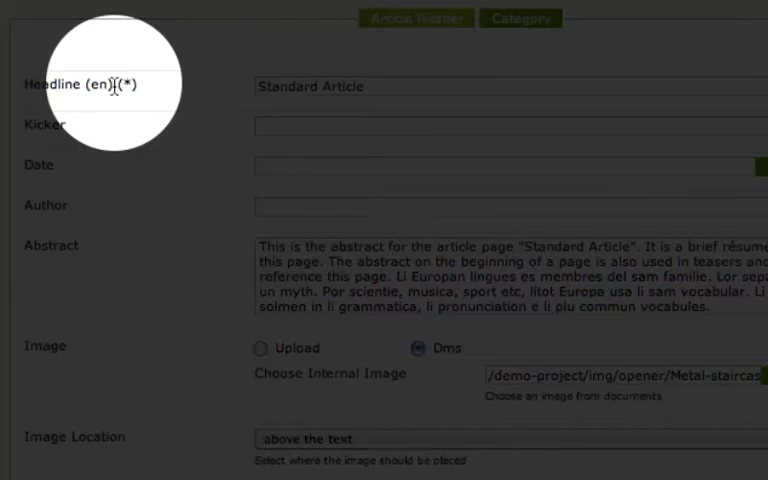 Article Header Category
Headline (en) (*) Standard Article
Kicker
Date
Author
Abstract This is the abstract for the article page "Standard Article". It is a brief résume
this page. The abstract on the beginning of a page is also used in teasers and
reference this page. Li Europan lingues es membres del sam familie. Lor sepa
un myth. Por scientie, musica, sport etc, litot Europa usa li sam vocabular. Li
solmen in li grammatica, li pronunciation e li plu commun vocabules.
Image Upload Dms
Choose Internal Image /demo-project/img/opener/Metal-staircas
Choose an image from documents
Image Location above the text
Select where the image should be placed